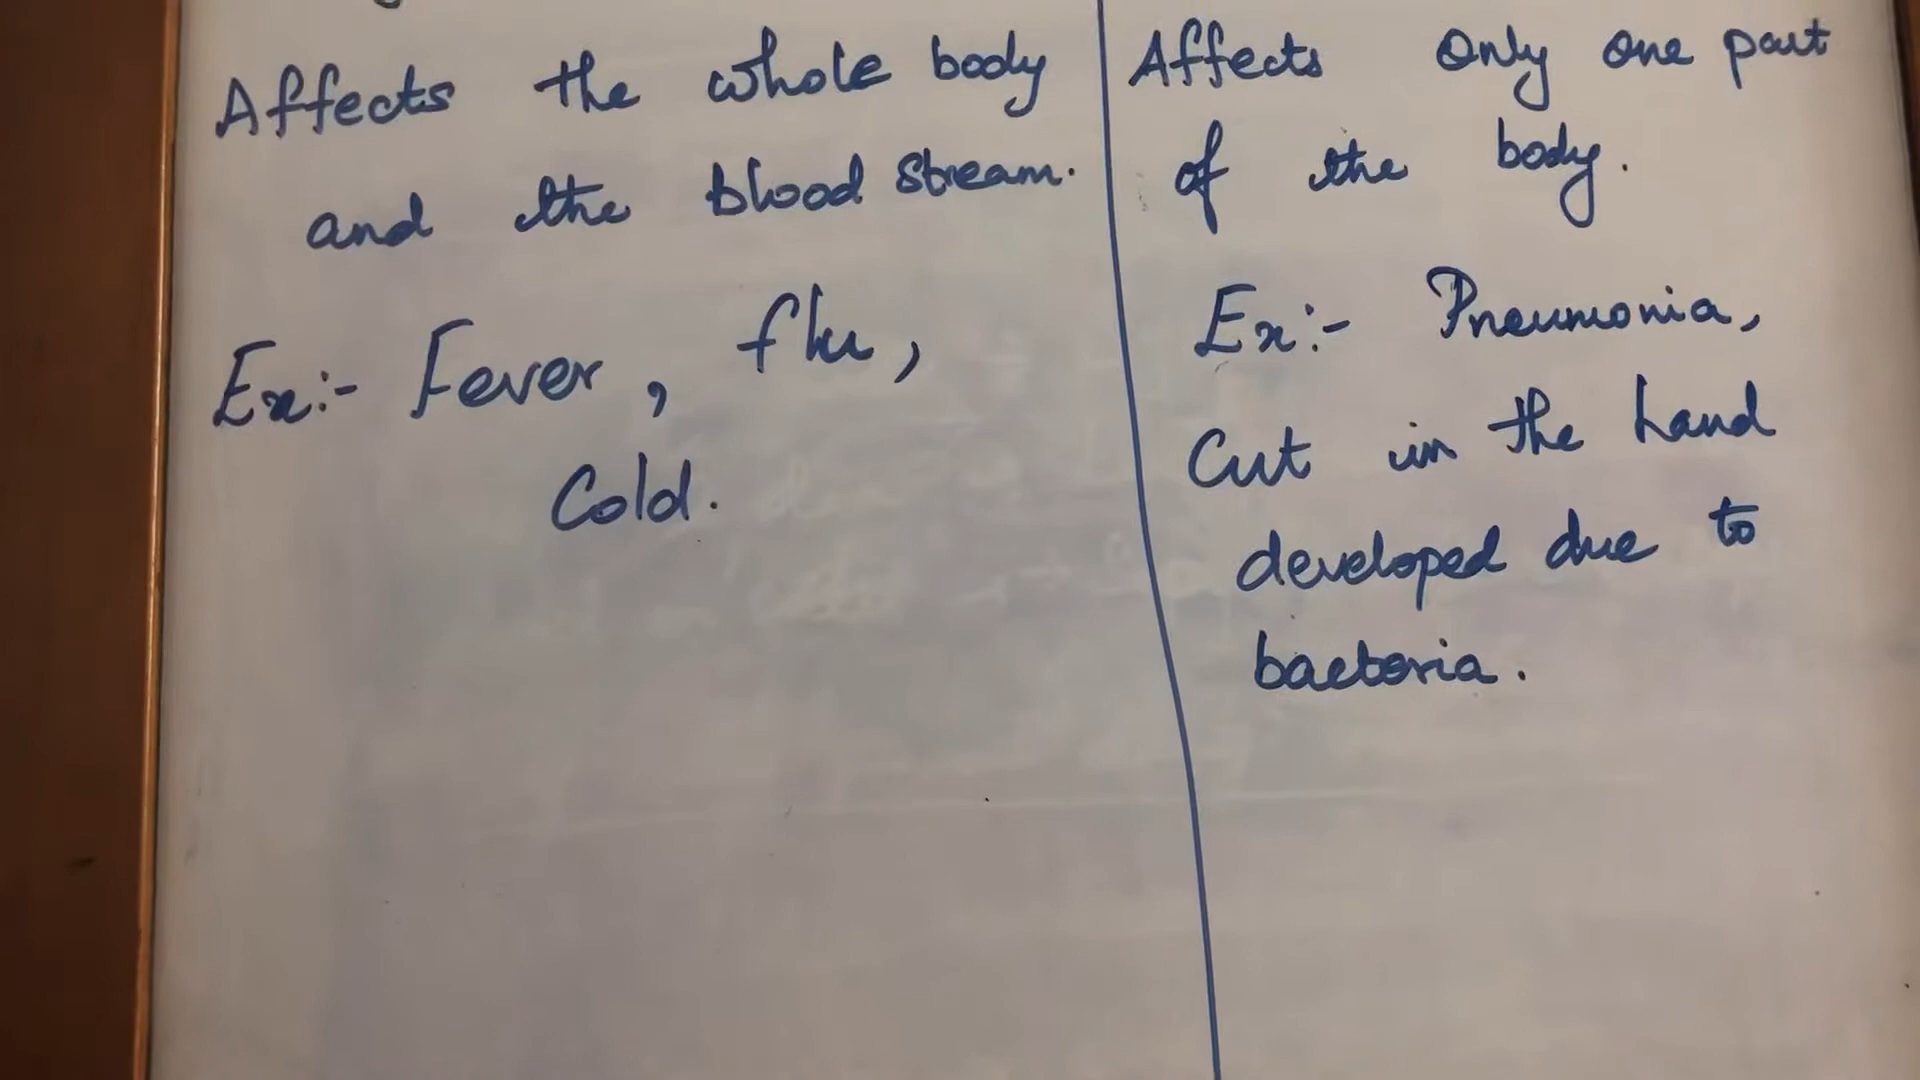 Affects the whole body
and the blood stream.
Ex:- Fever, flu,
Cold.
Affects only one part
of the body.
Ex:- Pneumonia,
Cut in the hand
developed due to
bacteria.